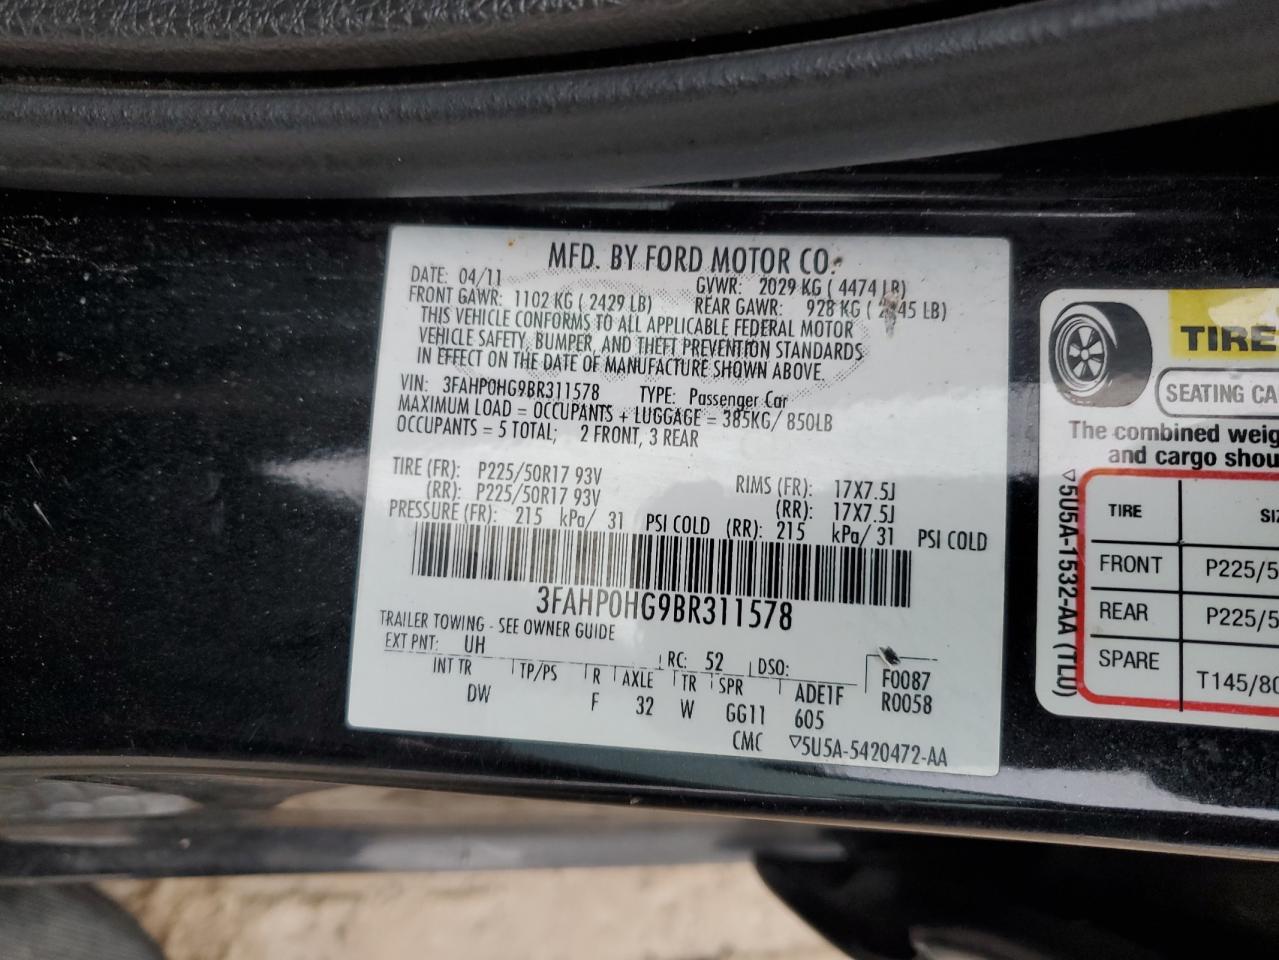 MFD. BY FORD MOTOR CO.
DATE: 04/11 GVWR: 2029 KG ( 4474 LB)
FRONT GAWR: 1102 KG ( 2429 LB) REAR GAWR: 928 KG ( 45 LB)
THIS VEHICLE CONFORMS TO ALL APPLICABLE FEDERAL MOTOR
VEHICLE SAFETY, BUMPER, AND THEFT PREVENTION STANDARDS
IN EFFECT ON THE DATE OF MANUFACTURE SHOWN ABOVE.
VIN: 3FAHP0HG9BR311578 TYPE: Passenger Car
MAXIMUM LOAD = OCCUPANTS + LUGGAGE = 385KG/ 850LB
OCCUPANTS = 5 TOTAL; 2 FRONT, 3 REAR
TIRE (FR): P225/50R17 93V RIMS (FR): 17X7.5J
(RR): P225/50R17 93V (RR): 17X7.5J
PRESSURE (FR): 215 kPa/ 31 PSI COLD (RR): 215 kPa/ 31 PSI COLD
3FAHP0HG9BR311578
TRAILER TOWING - SEE OWNER GUIDE
EXT PNT: UH RC: 52 DSO: F0087
INT TR TP/PS R AXLE TR SPR ADE1F R0058
DW F 32 W GG11 605
CMC ▽5U5A-5420472-AA
TIRE
SEATING CA
The combined weig
and cargo shou
TIRE SIZ
FRONT P225/5
REAR P225/5
SPARE T145/80
▽5U5A-1532-AA (TLU)